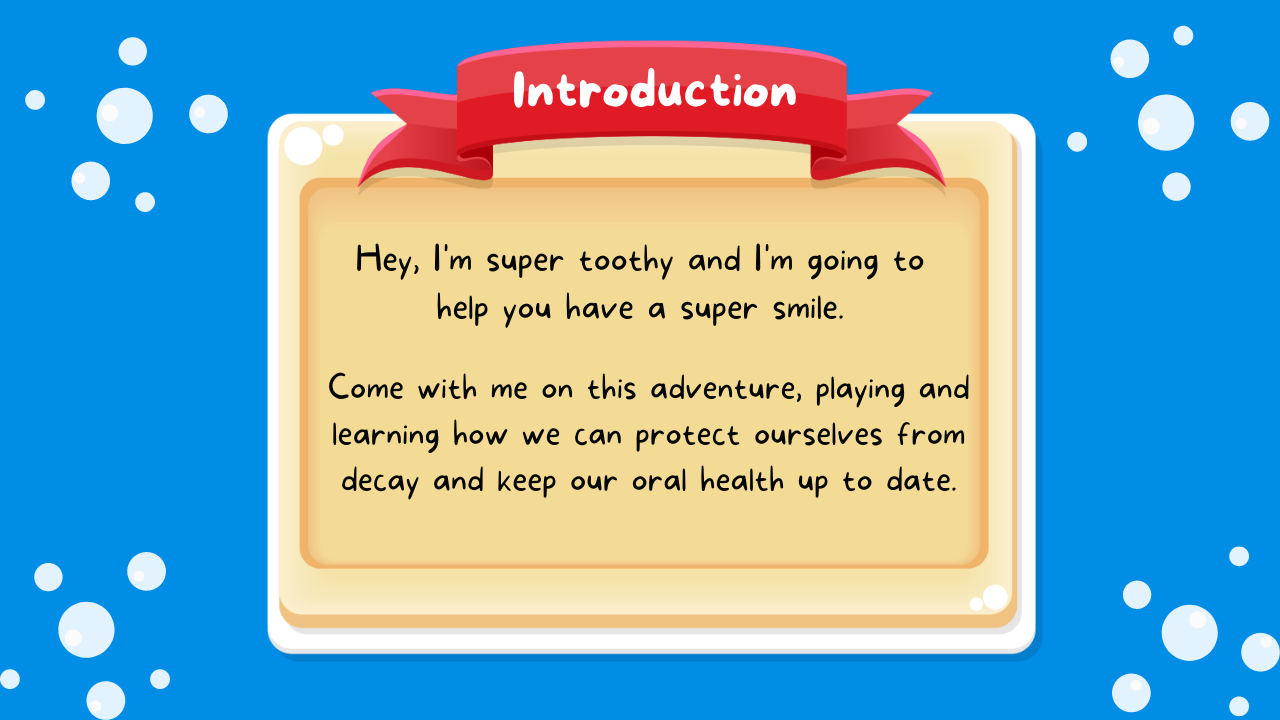 Introduction
Hey, I'm super toothy and I'm going to
help you have a super smile.
Come with me on this adventure, playing and
learning how we can protect ourselves from
decay and keep our oral health up to date.